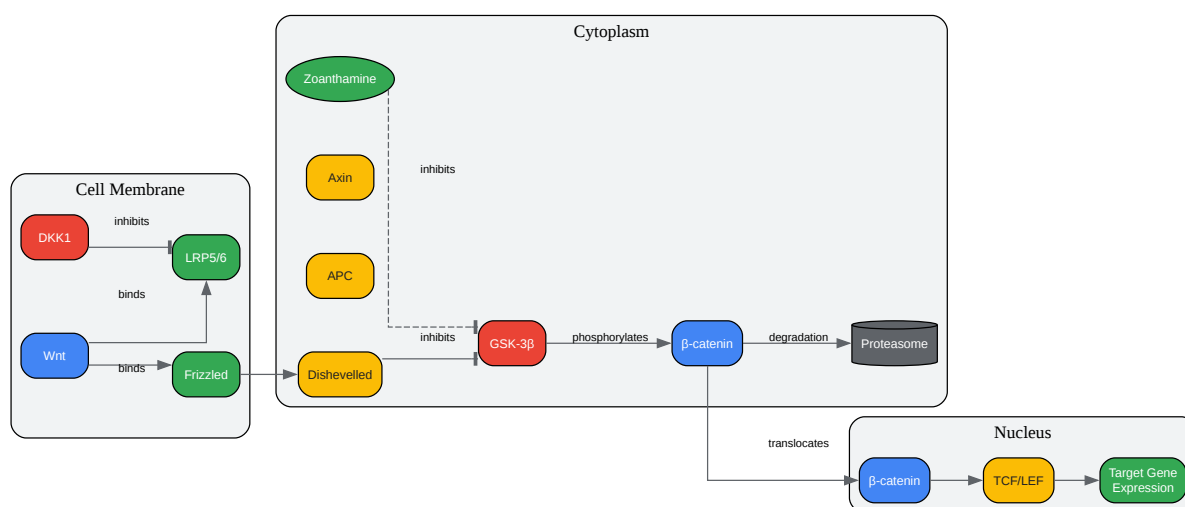 Cytoplasm
Zoanthamine
inhibits
Axin
Cell Membrane
DKK1
inhibits
LRP5/6
APC
binds
Wnt
binds
Frizzled
Dishevelled
inhibits
GSK-3β
phosphorylates
β-catenin
degradation
Proteasome
translocates
Nucleus
β-catenin
TCF/LEF
Target Gene
Expression